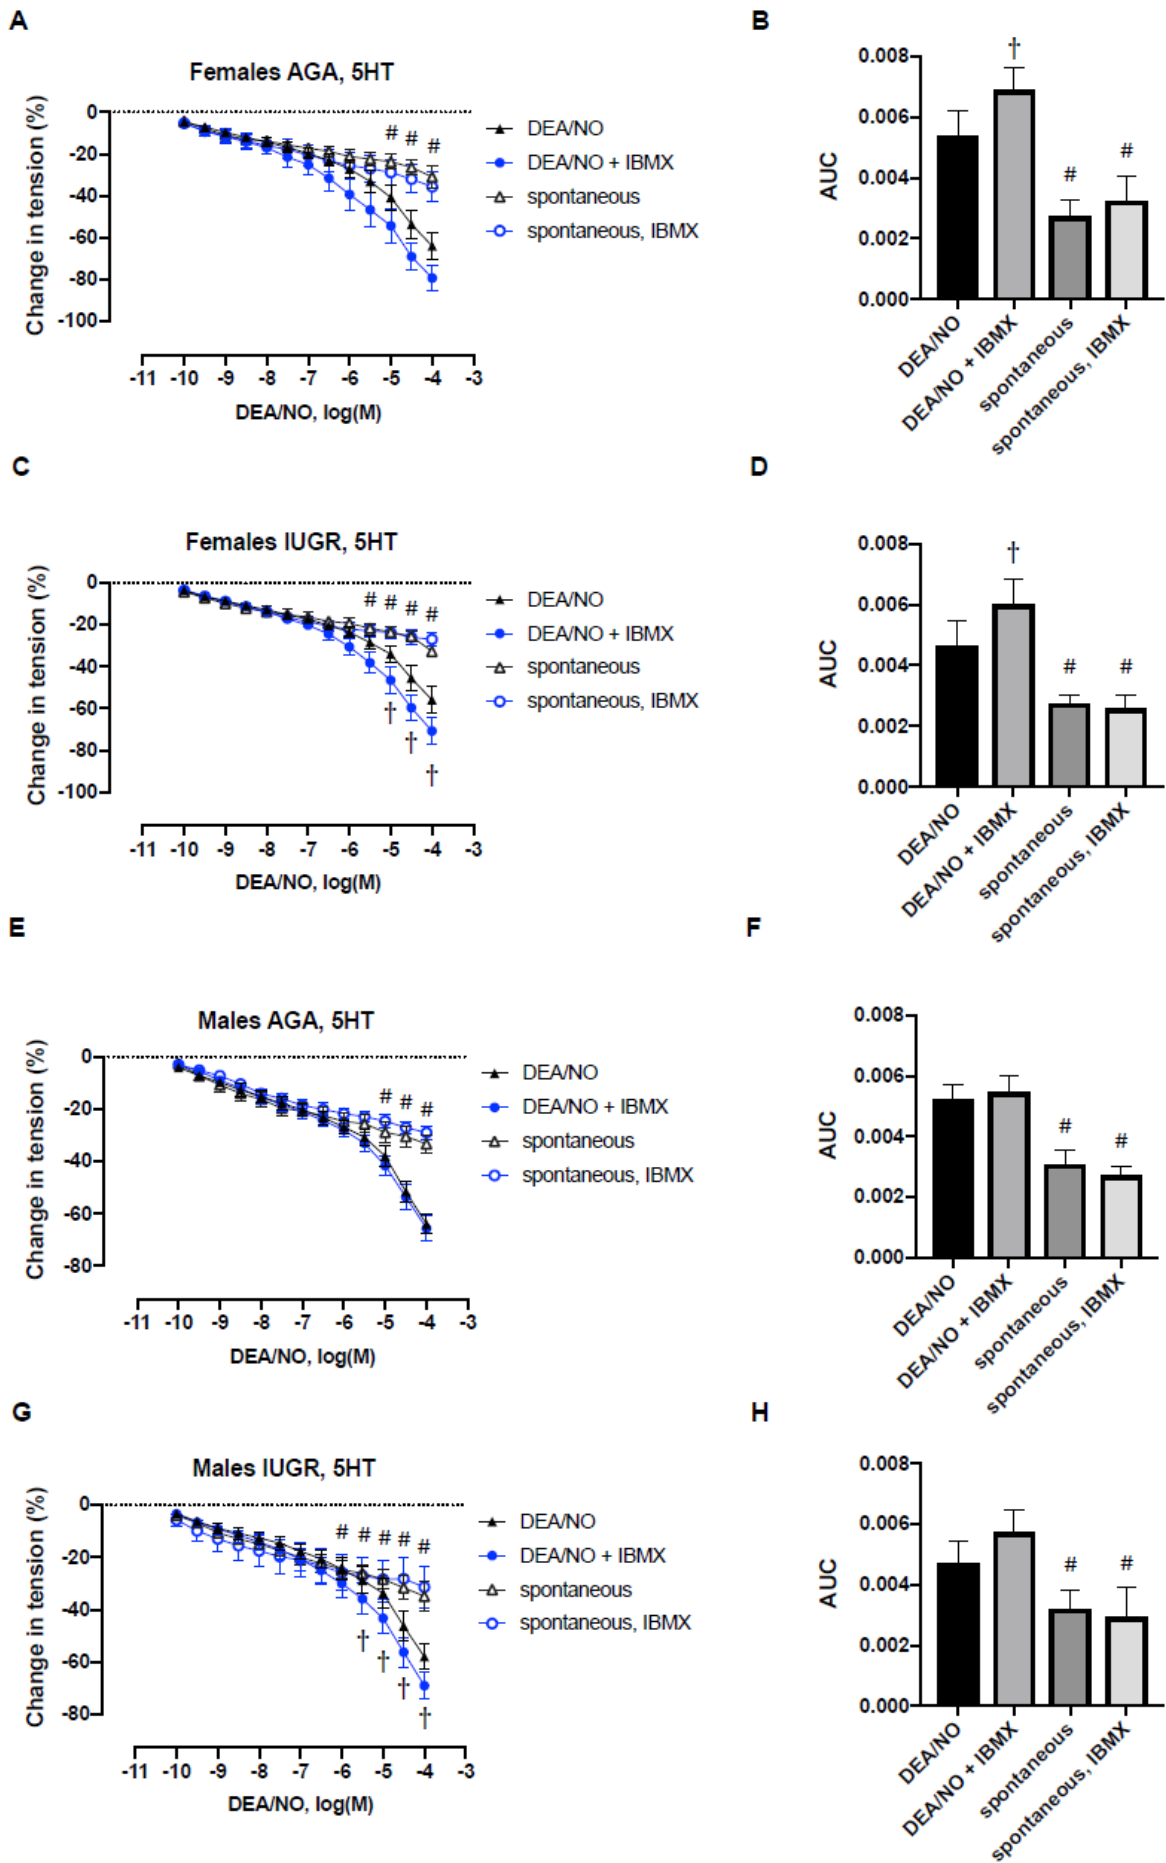 A
B
Females AGA, 5HT
Change in tension (%)
0
-20
-40
-60
-80
-100
# # #
DEA/NO
DEA/NO + IBMX
spontaneous
spontaneous, IBMX
-11 -10 -9 -8 -7 -6 -5 -4 -3
DEA/NO, log(M)
AUC
0.008
0.006
0.004
0.002
0.000
†
#
#
DEA/NO
DEA/NO + IBMX
spontaneous
spontaneous, IBMX
C
D
Females IUGR, 5HT
Change in tension (%)
0
-20
-40
-60
-80
-100
# # # #
† † †
DEA/NO
DEA/NO + IBMX
spontaneous
spontaneous, IBMX
-11 -10 -9 -8 -7 -6 -5 -4 -3
DEA/NO, log(M)
AUC
0.008
0.006
0.004
0.002
0.000
†
# #
DEA/NO
DEA/NO + IBMX
spontaneous
spontaneous, IBMX
E
F
Males AGA, 5HT
Change in tension (%)
0
-20
-40
-60
-80
# # #
DEA/NO
DEA/NO + IBMX
spontaneous
spontaneous, IBMX
-11 -10 -9 -8 -7 -6 -5 -4 -3
DEA/NO, log(M)
AUC
0.008
0.006
0.004
0.002
0.000
# #
DEA/NO
DEA/NO + IBMX
spontaneous
spontaneous, IBMX
G
H
Males IUGR, 5HT
Change in tension (%)
0
-20
-40
-60
-80
# # # # #
† † † †
DEA/NO
DEA/NO + IBMX
spontaneous
spontaneous, IBMX
-11 -10 -9 -8 -7 -6 -5 -4 -3
DEA/NO, log(M)
AUC
0.008
0.006
0.004
0.002
0.000
# #
DEA/NO
DEA/NO + IBMX
spontaneous
spontaneous, IBMX